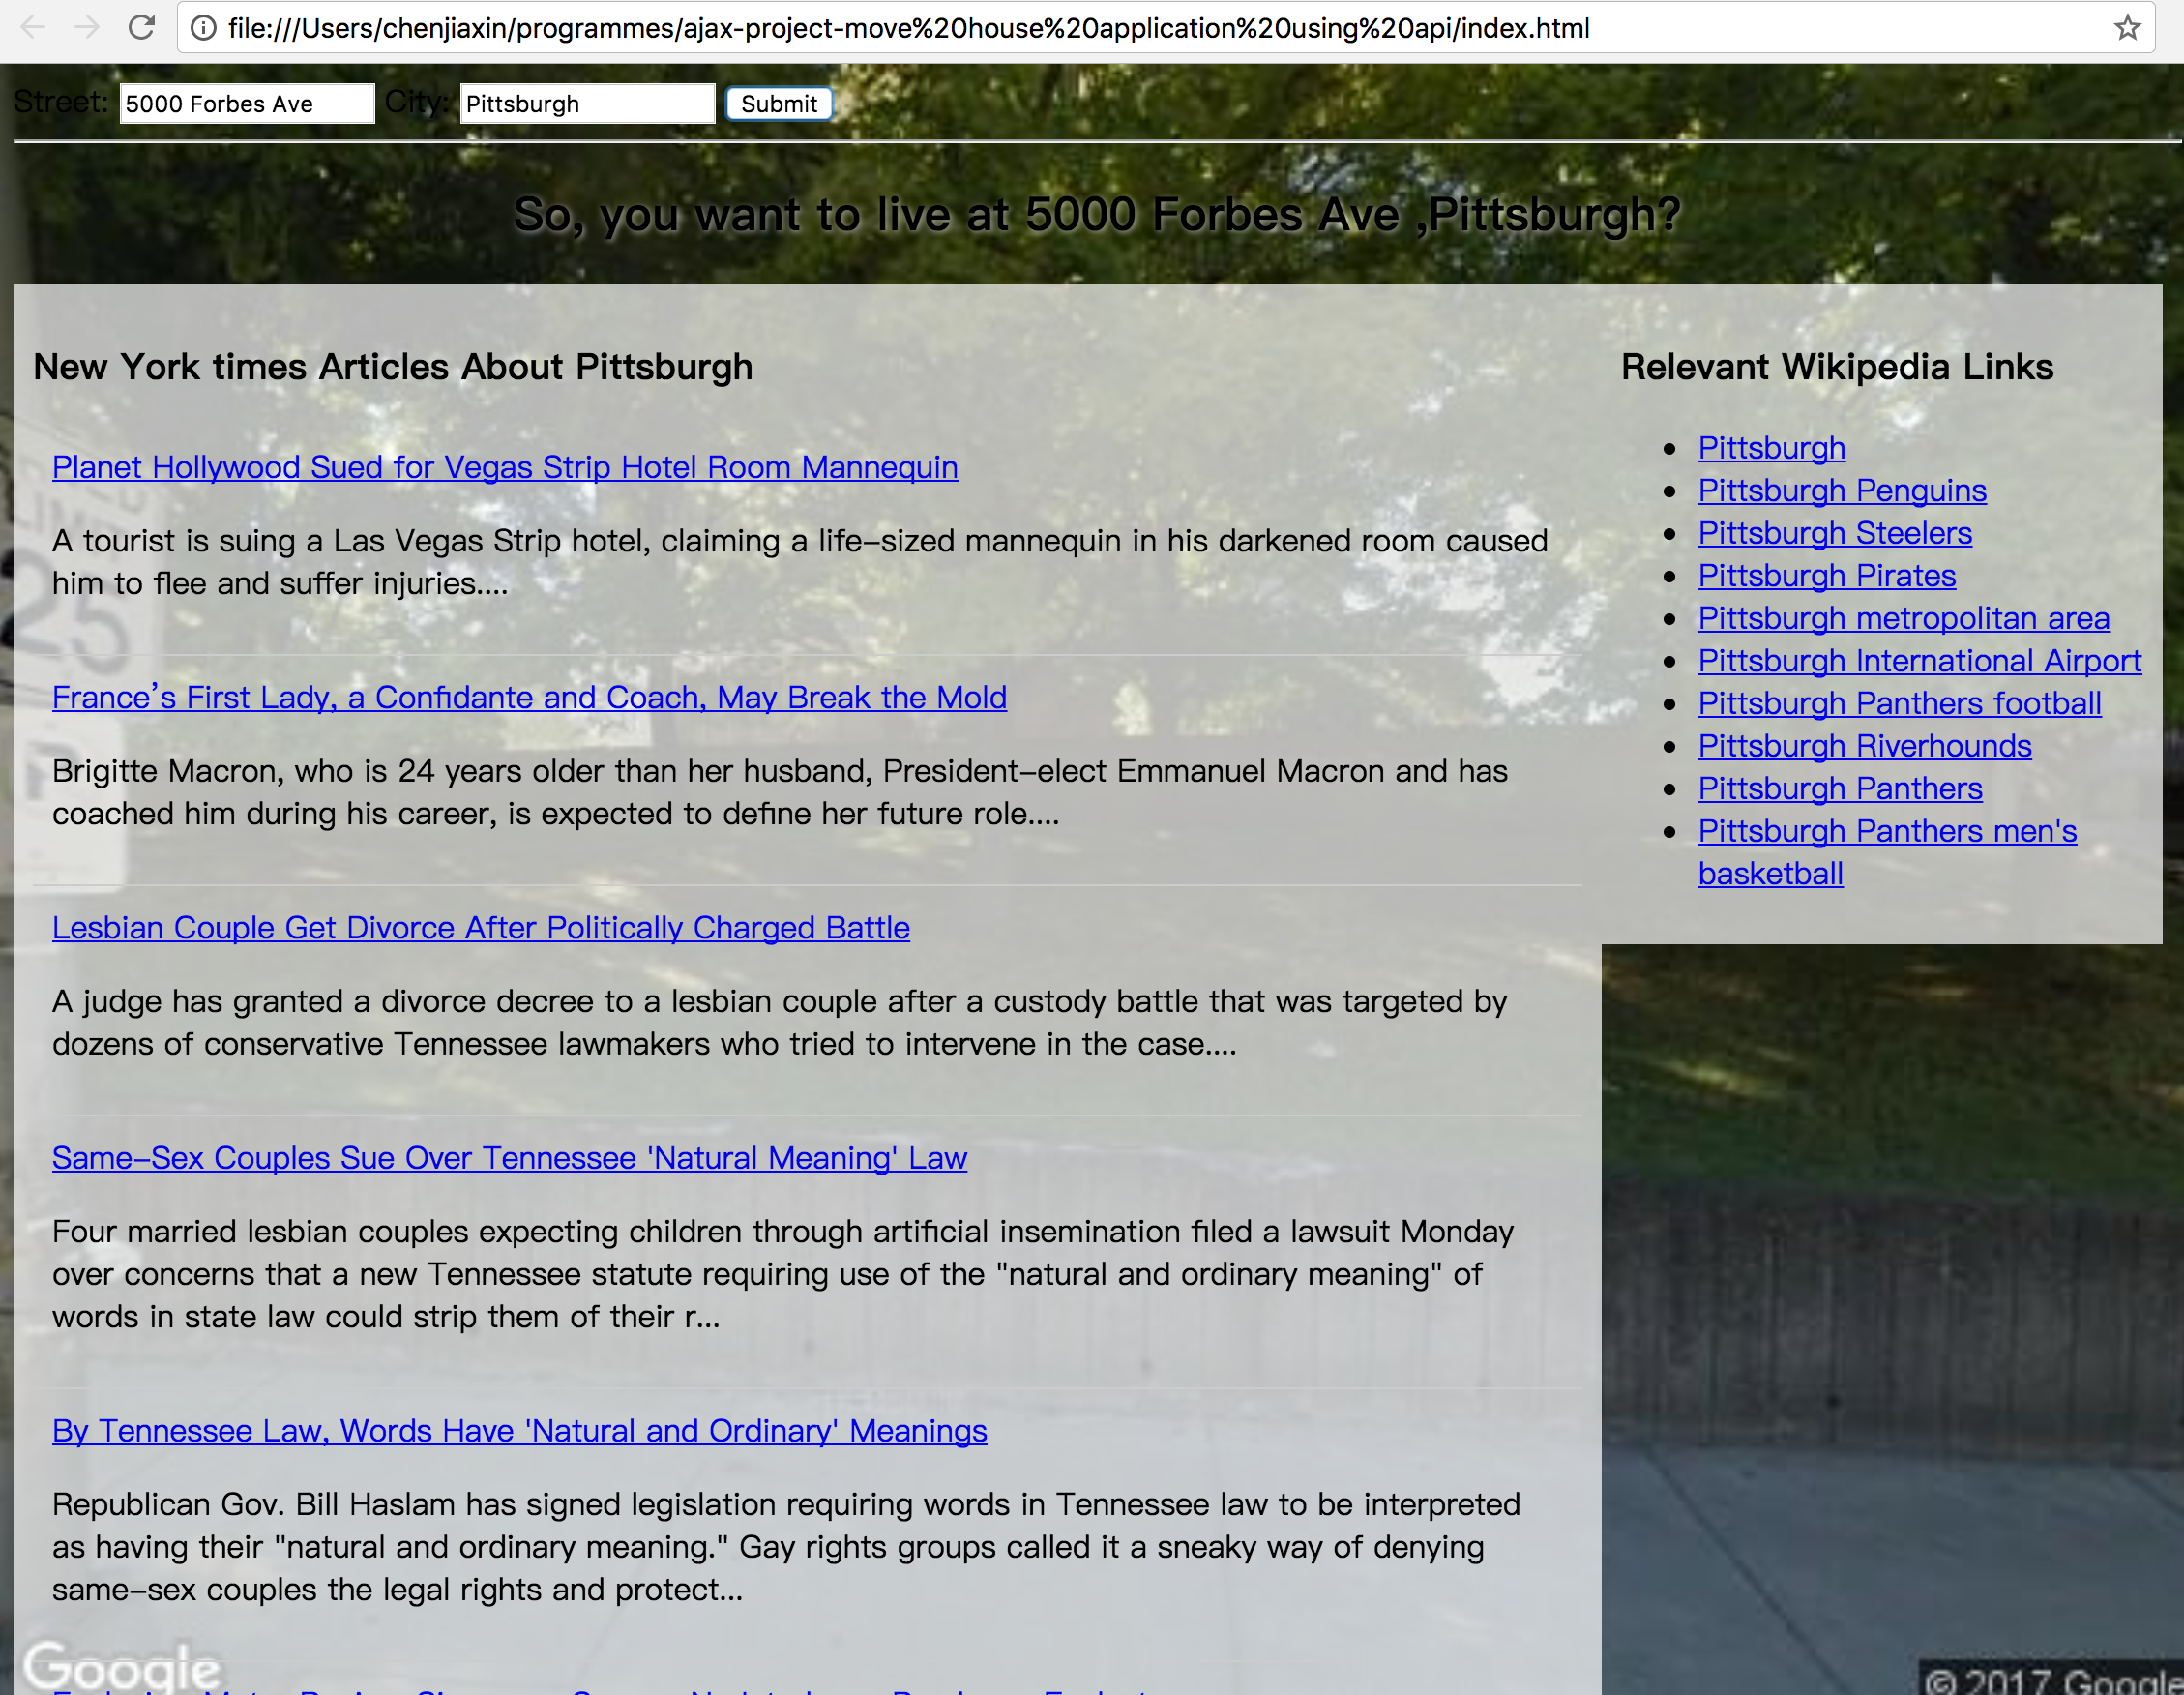 file:///Users/chenjiaxin/programmes/ajax-project-move%20house%20application%20using%20api/index.html
Street: 5000 Forbes Ave City: Pittsburgh Submit
So, you want to live at 5000 Forbes Ave ,Pittsburgh?
New York times Articles About Pittsburgh
Planet Hollywood Sued for Vegas Strip Hotel Room Mannequin
A tourist is suing a Las Vegas Strip hotel, claiming a life-sized mannequin in his darkened room caused
him to flee and suffer injuries....
France’s First Lady, a Confidante and Coach, May Break the Mold
Brigitte Macron, who is 24 years older than her husband, President-elect Emmanuel Macron and has
coached him during his career, is expected to define her future role....
Lesbian Couple Get Divorce After Politically Charged Battle
A judge has granted a divorce decree to a lesbian couple after a custody battle that was targeted by
dozens of conservative Tennessee lawmakers who tried to intervene in the case....
Same-Sex Couples Sue Over Tennessee 'Natural Meaning' Law
Four married lesbian couples expecting children through artificial insemination filed a lawsuit Monday
over concerns that a new Tennessee statute requiring use of the "natural and ordinary meaning" of
words in state law could strip them of their r...
By Tennessee Law, Words Have 'Natural and Ordinary' Meanings
Republican Gov. Bill Haslam has signed legislation requiring words in Tennessee law to be interpreted
as having their "natural and ordinary meaning." Gay rights groups called it a sneaky way of denying
same-sex couples the legal rights and protect...
Relevant Wikipedia Links
Pittsburgh
Pittsburgh Penguins
Pittsburgh Steelers
Pittsburgh Pirates
Pittsburgh metropolitan area
Pittsburgh International Airport
Pittsburgh Panthers football
Pittsburgh Riverhounds
Pittsburgh Panthers
Pittsburgh Panthers men's
basketball
Google
© 2017 Google